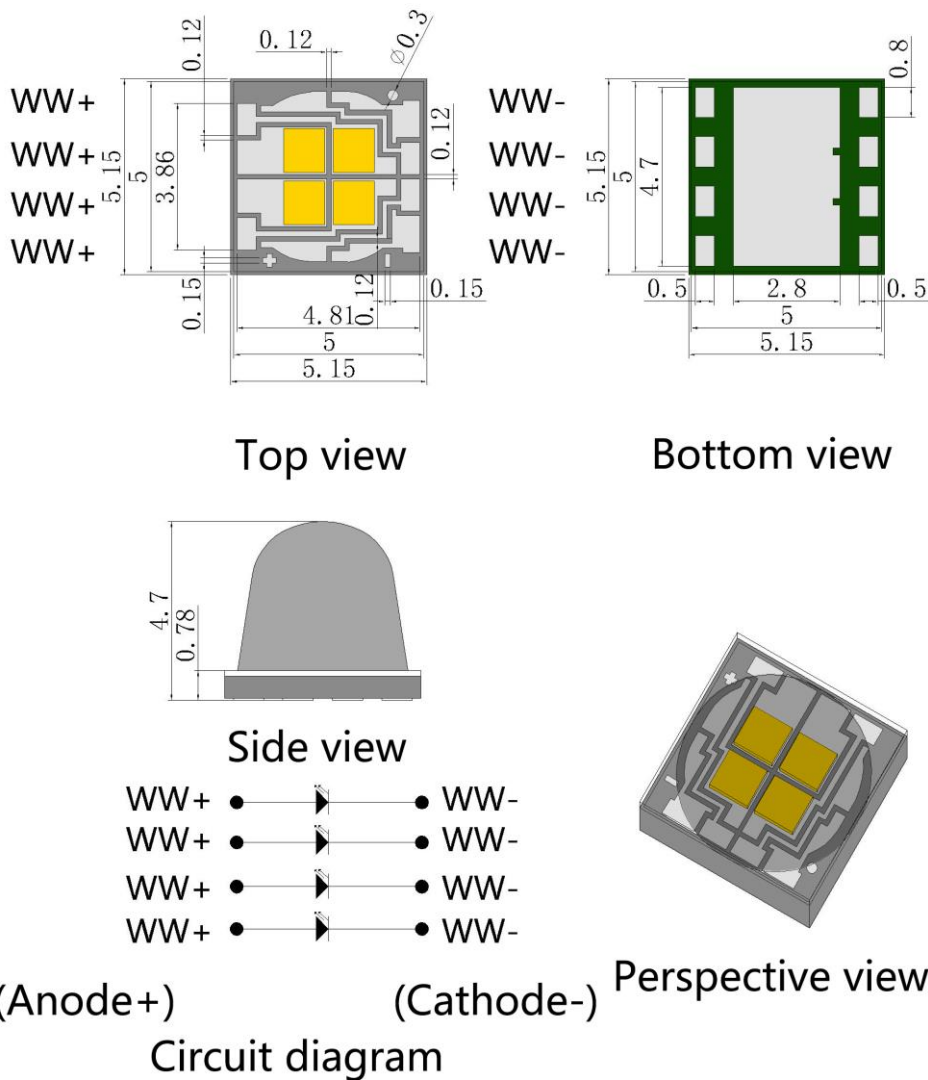 0.12
0.12
Ø0.3
0.8
WW+
WW+
WW+
WW+
5.15
5
3.86
0.12
0.15
0.12
0.15
4.81
5
5.15
WW-
WW-
WW-
WW-
5.15
5
4.7
0.5
2.8
0.5
5
5.15
Top view
Bottom view
4.7
0.78
Side view
WW+
WW-
WW+
WW-
WW+
WW-
WW+
WW-
(Anode+)
(Cathode-)
Circuit diagram
Perspective view